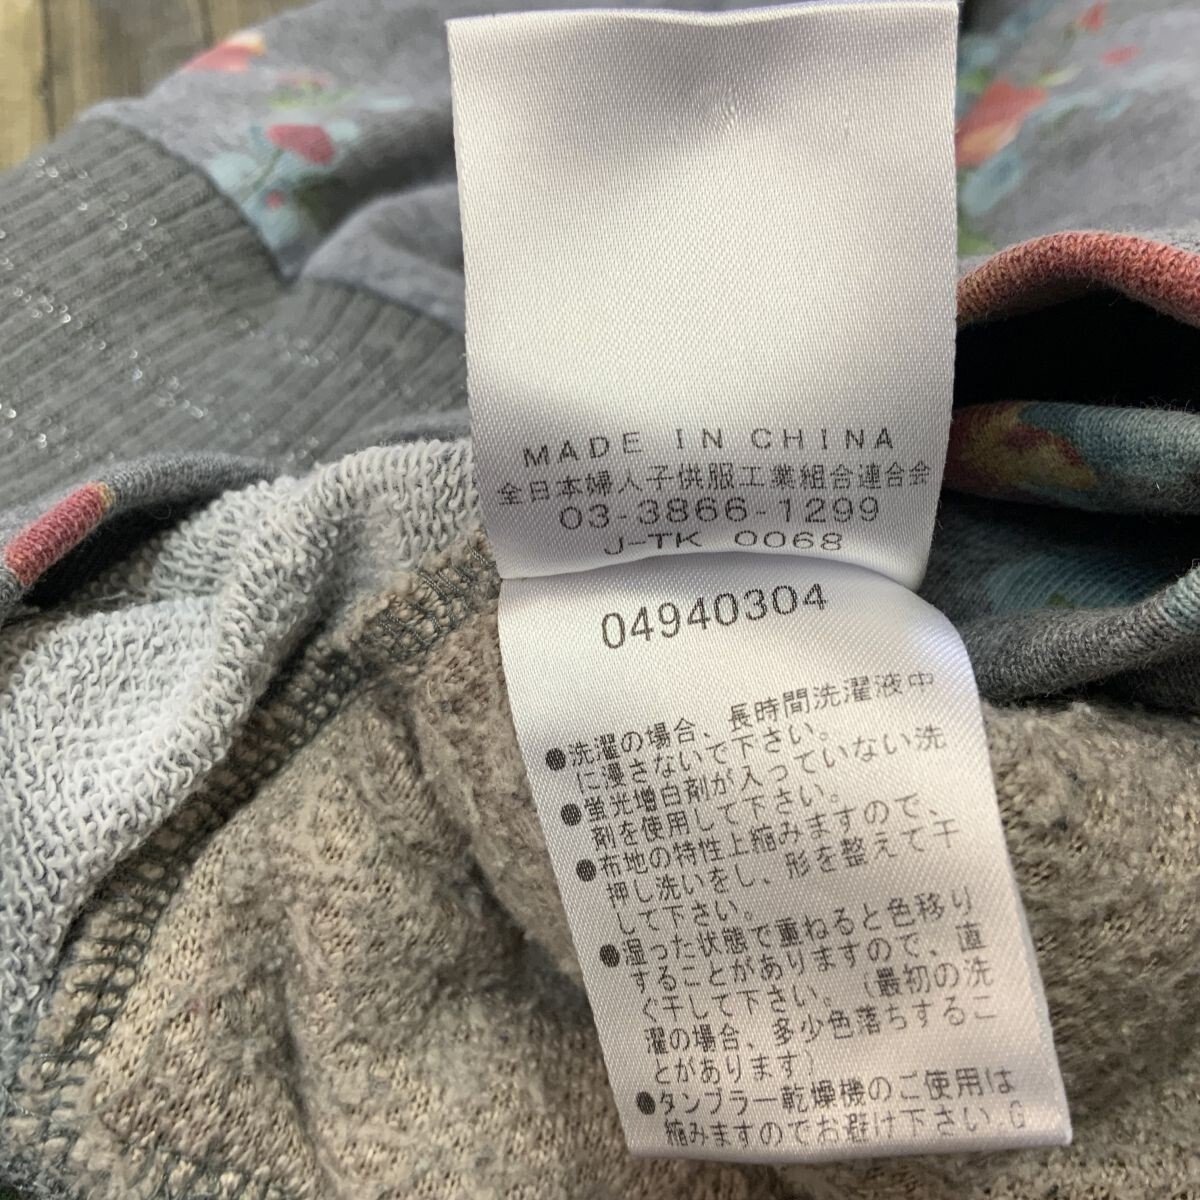 MADE IN CHINA
全日本婦人子供服工業組合連合会
03-3866-1299
J-TK 0068
04940304
●洗濯の場合、長時間洗濯液中
に浸さないで下さい。
●蛍光増白剤が入っていない洗
剤を使用して下さい。
●布地の特性上縮みますので、
押し洗いをし、形を整えて干
して下さい。
●湿った状態で重ねると色移り
することがありますので、直
ぐ干して下さい。（最初の洗
濯の場合、多少色落ちするこ
とがあります）
●タンブラー乾燥機のご使用は
縮みますのでお避け下さい.G